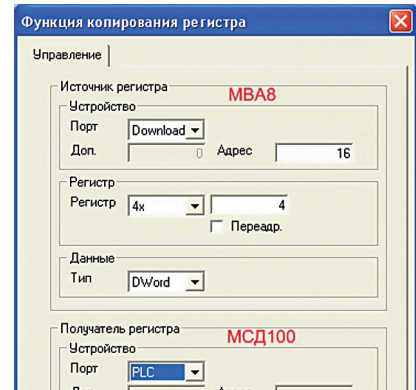 Функция копирования регистра
Управление
Источник регистра
МВА8
Устройство
Порт Download
Доп. 0 Адрес 16
Регистр
Регистр 4x 4
Переадр.
Данные
Тип DWord
Получатель регистра
МСД100
Устройство
Порт PLC